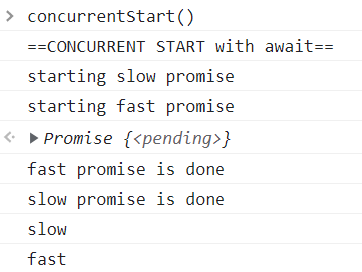 concurrentStart()
==CONCURRENT START with await==
starting slow promise
starting fast promise
Promise {<pending>}
fast promise is done
slow promise is done
slow
fast